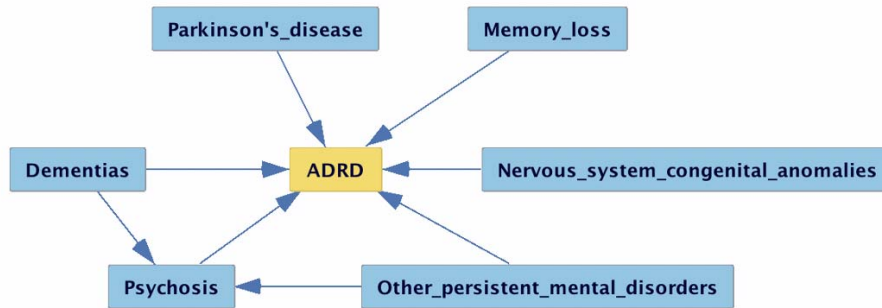 Parkinson's_disease
Memory_loss
Dementias
ADRD
Nervous_system_congenital_anomalies
Psychosis
Other_persistent_mental_disorders